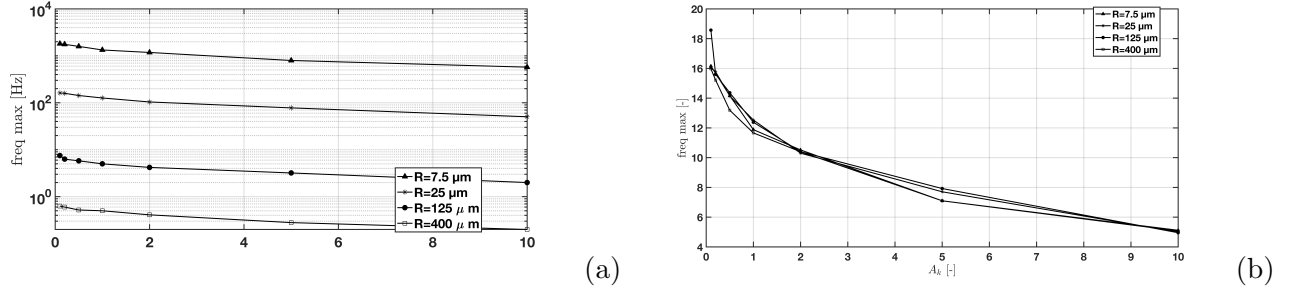 10^4
10^2
10^0
freq max [Hz]
0 2 4 6 8 10
R=7.5 µm
R=25 µm
R=125 µ m
R=400 µ m
(a)
20
18
16
14
12
10
8
6
4
freq max [-]
0 1 2 3 4 5 6 7 8 9 10
A_k [-]
R=7.5 µm
R=25 µm
R=125 µm
R=400 µm
(b)